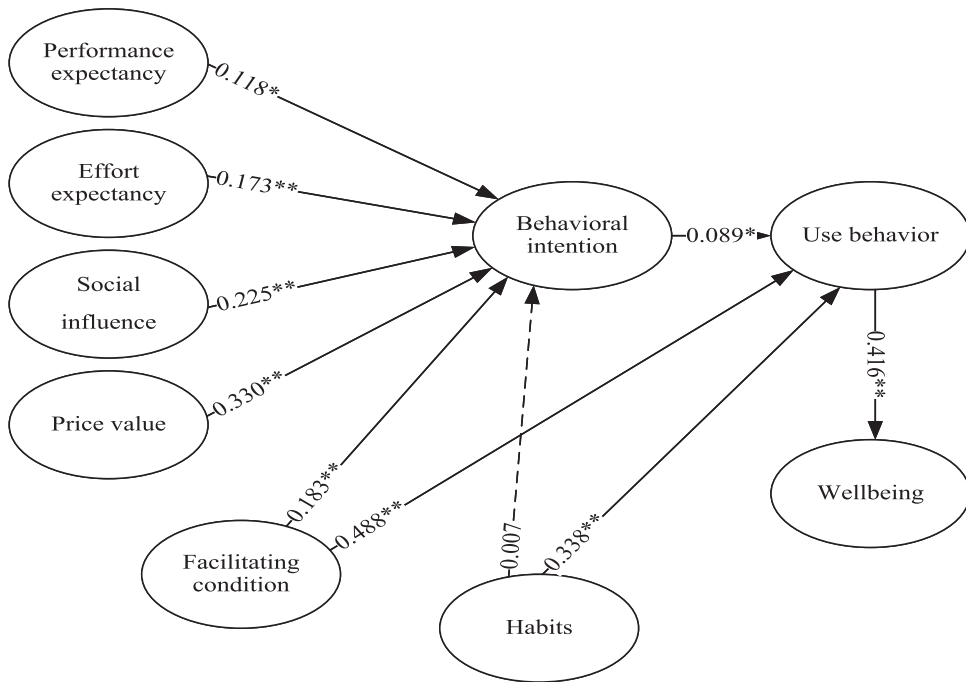 Performance
expectancy
0.118*
Effort
expectancy
0.173**
Behavioral
intention
0.089*
Use behavior
Social
influence
0.225**
0.416**
Price value
0.330**
Wellbeing
0.183**
0.488**
0.007
0.338**
Facilitating
condition
Habits